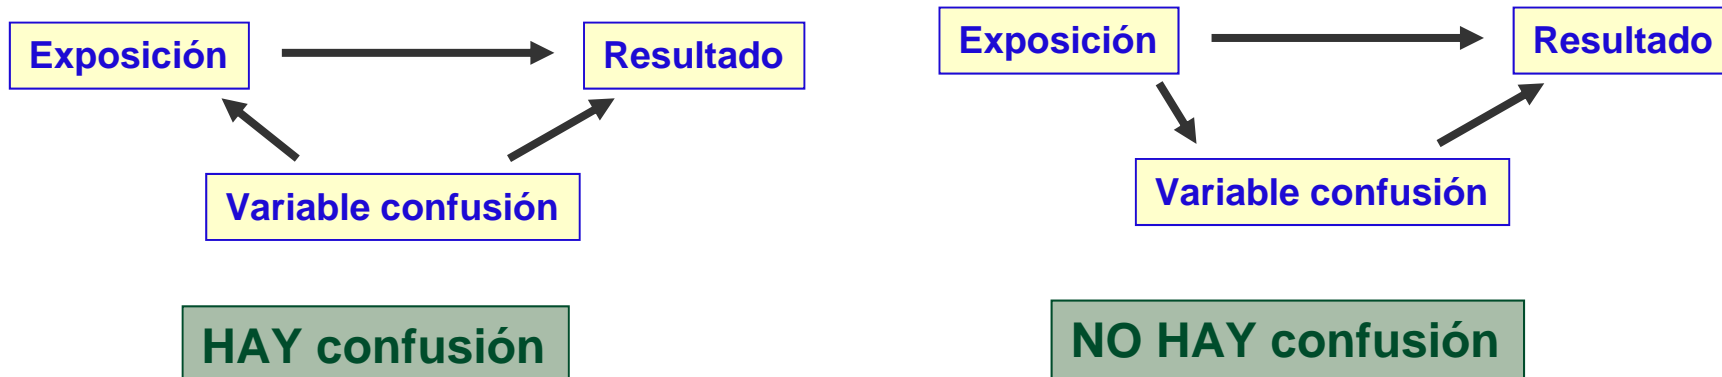 Exposición
Resultado
Variable confusión
HAY confusión
Exposición
Resultado
Variable confusión
NO HAY confusión